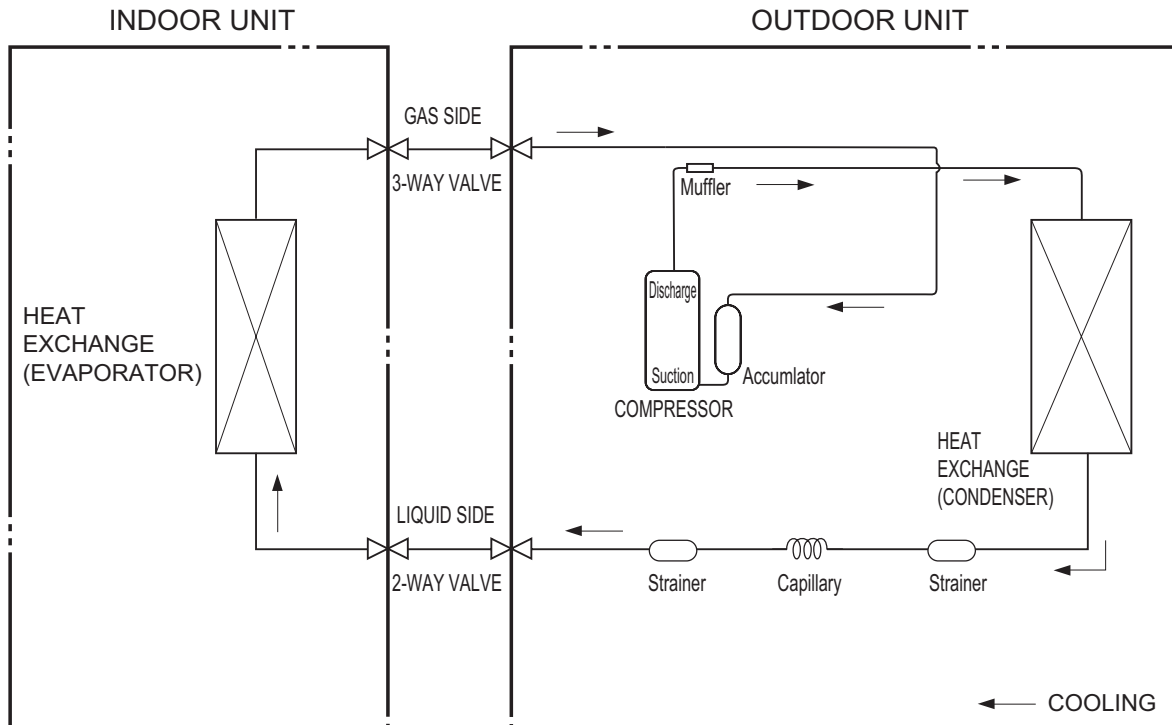 INDOOR UNIT
OUTDOOR UNIT
GAS SIDE
3-WAY VALVE
Muffler
HEAT
EXCHANGE
(EVAPORATOR)
Discharge
Suction
Accumlator
COMPRESSOR
HEAT
EXCHANGE
(CONDENSER)
LIQUID SIDE
2-WAY VALVE
Strainer
Capillary
Strainer
COOLING